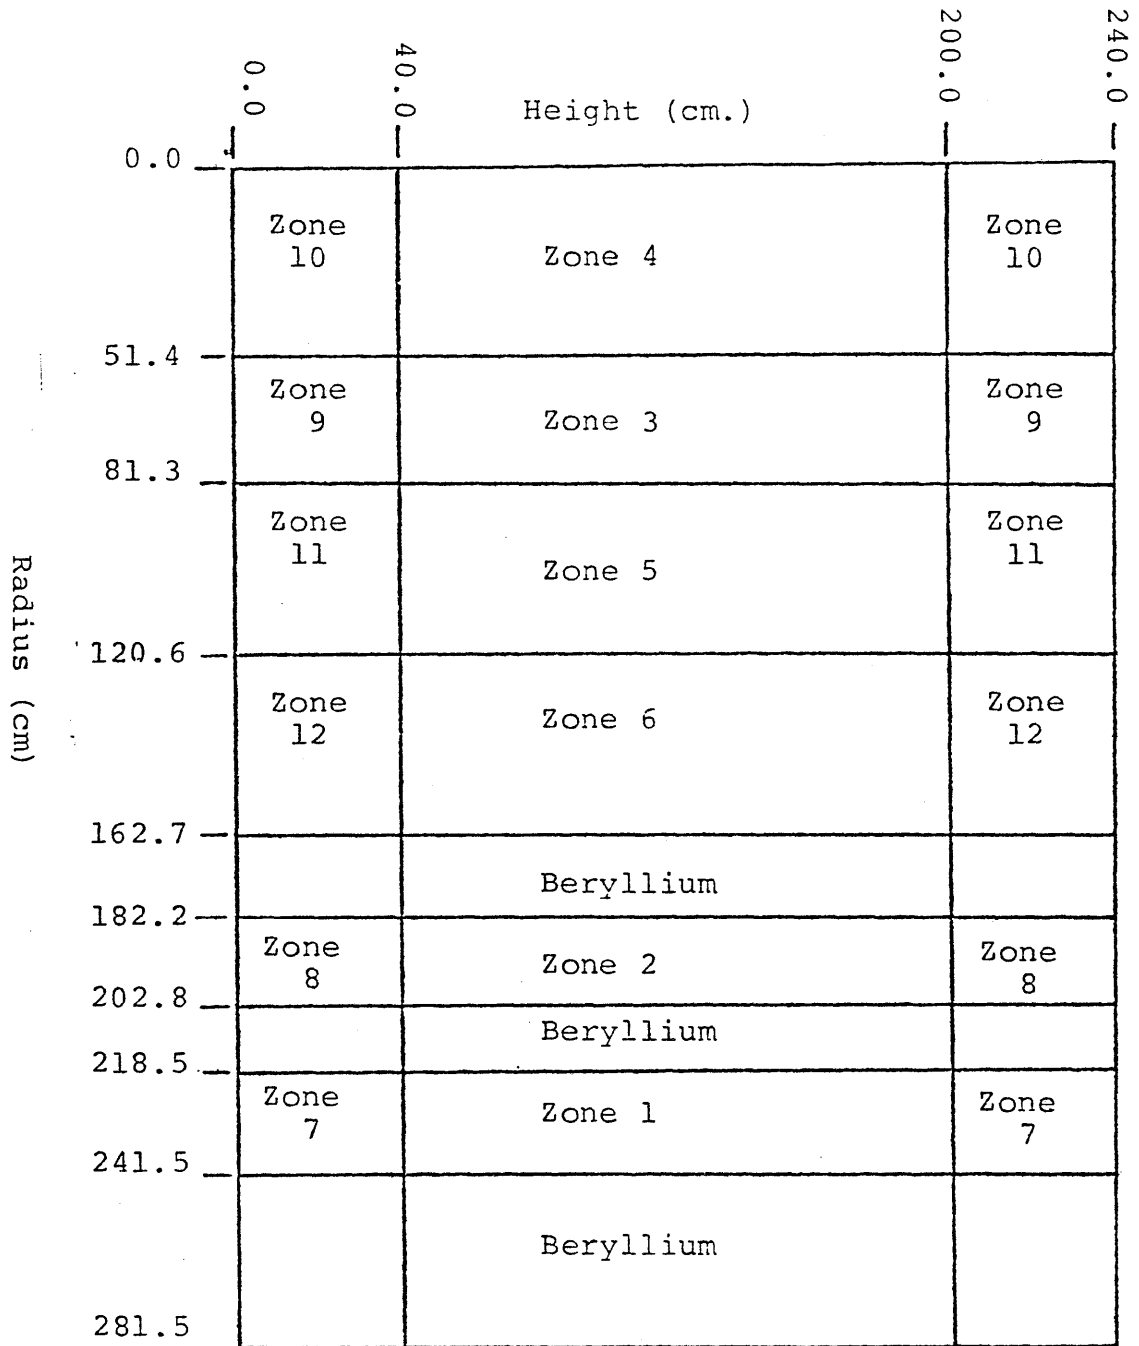 0.0
40.0
200.0
240.0
Height (cm.)
0.0
Zone
10
Zone 4
Zone
10
51.4
Zone
9
Zone 3
Zone
9
81.3
Zone
11
Zone 5
Zone
11
Radius (cm)
120.6
Zone
12
Zone 6
Zone
12
162.7
Beryllium
182.2
Zone
8
Zone 2
Zone
8
202.8
Beryllium
218.5
Zone
7
Zone 1
Zone
7
241.5
Beryllium
281.5